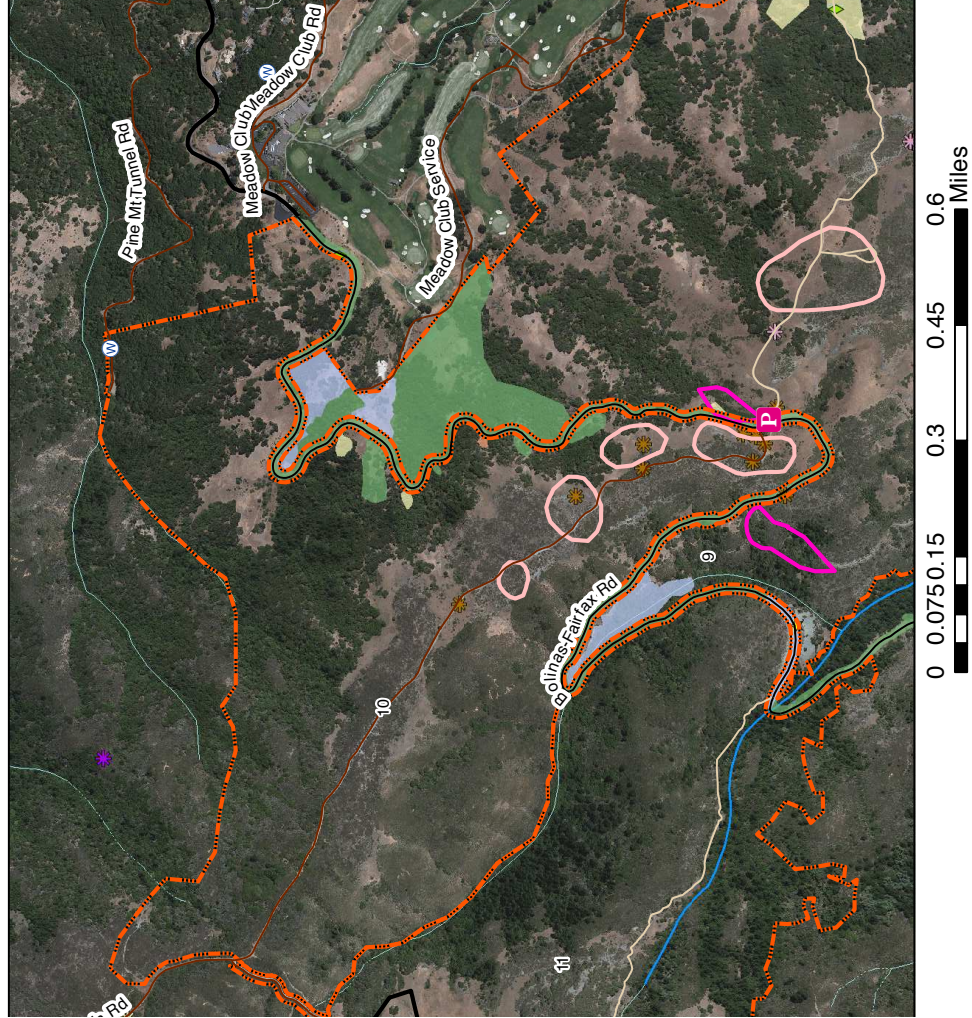 Meadow Club Rd
Meadow Club
Pine Mt Tunnel Rd
W
Meadow Club Service
W
P
9
Bolinas-Fairfax Rd
10
11
Rd
0 0.075 0.15 0.3 0.45 0.6
Miles